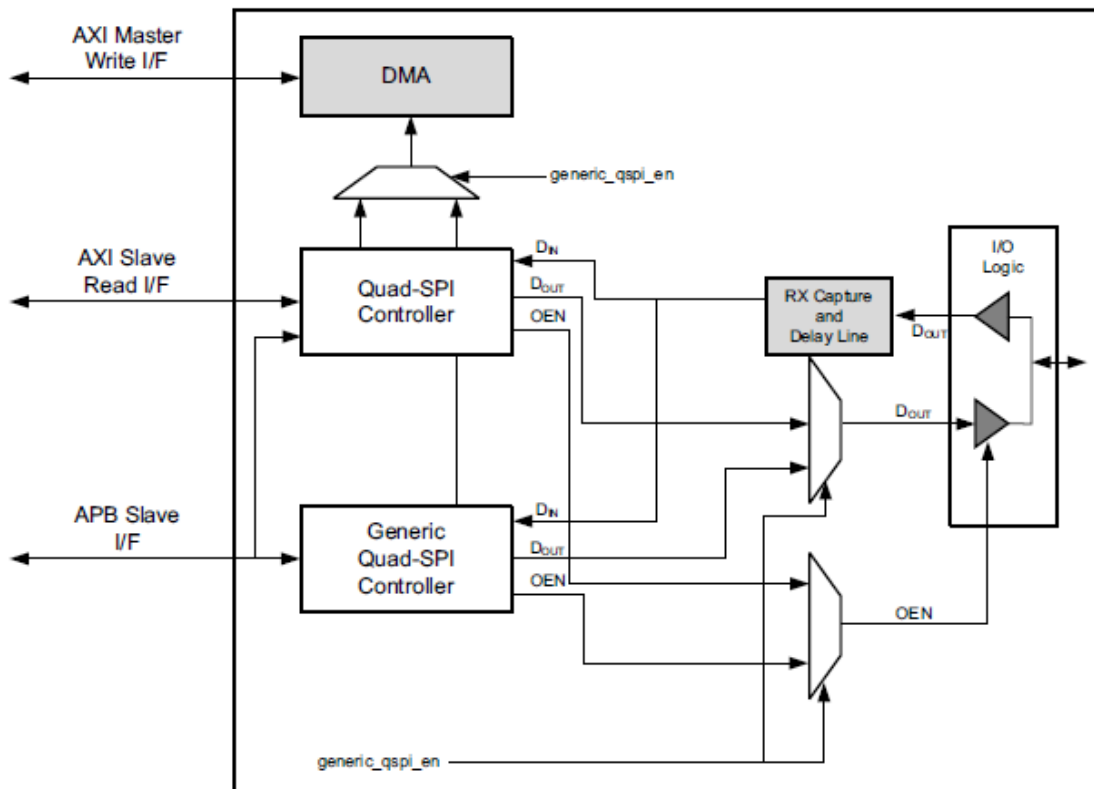 AXI Master
Write I/F
DMA
generic_qspi_en
AXI Slave
Read I/F
Quad-SPI
Controller
DIN
DOUT
OEN
RX Capture
and
Delay Line
I/O
Logic
DOUT
DOUT
APB Slave
I/F
Generic
Quad-SPI
Controller
DIN
DOUT
OEN
OEN
generic_qspi_en